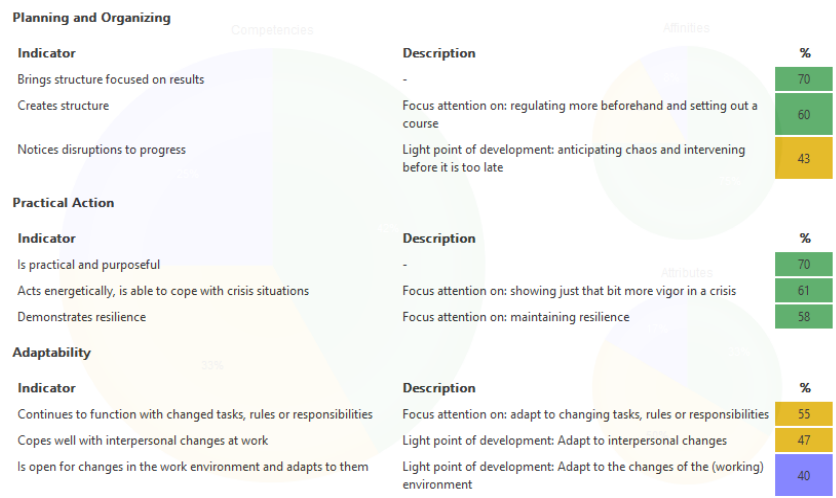 Planning and Organizing
Competencies
Affinities
Indicator Description %
Brings structure focused on results - 70
Creates structure Focus attention on: regulating more beforehand and setting out a
course 60
Notices disruptions to progress Light point of development: anticipating chaos and intervening
before it is too late 43
Practical Action
Indicator Description %
Is practical and purposeful - 70
Attributes
Acts energetically, is able to cope with crisis situations Focus attention on: showing just that bit more vigor in a crisis 61
Demonstrates resilience Focus attention on: maintaining resilience 58
Adaptability
33%
Indicator Description %
Continues to function with changed tasks, rules or responsibilities Focus attention on: adapt to changing tasks, rules or responsibilities 55
Copes well with interpersonal changes at work Light point of development: Adapt to interpersonal changes 47
Is open for changes in the work environment and adapts to them Light point of development: Adapt to the changes of the (working)
environment 40